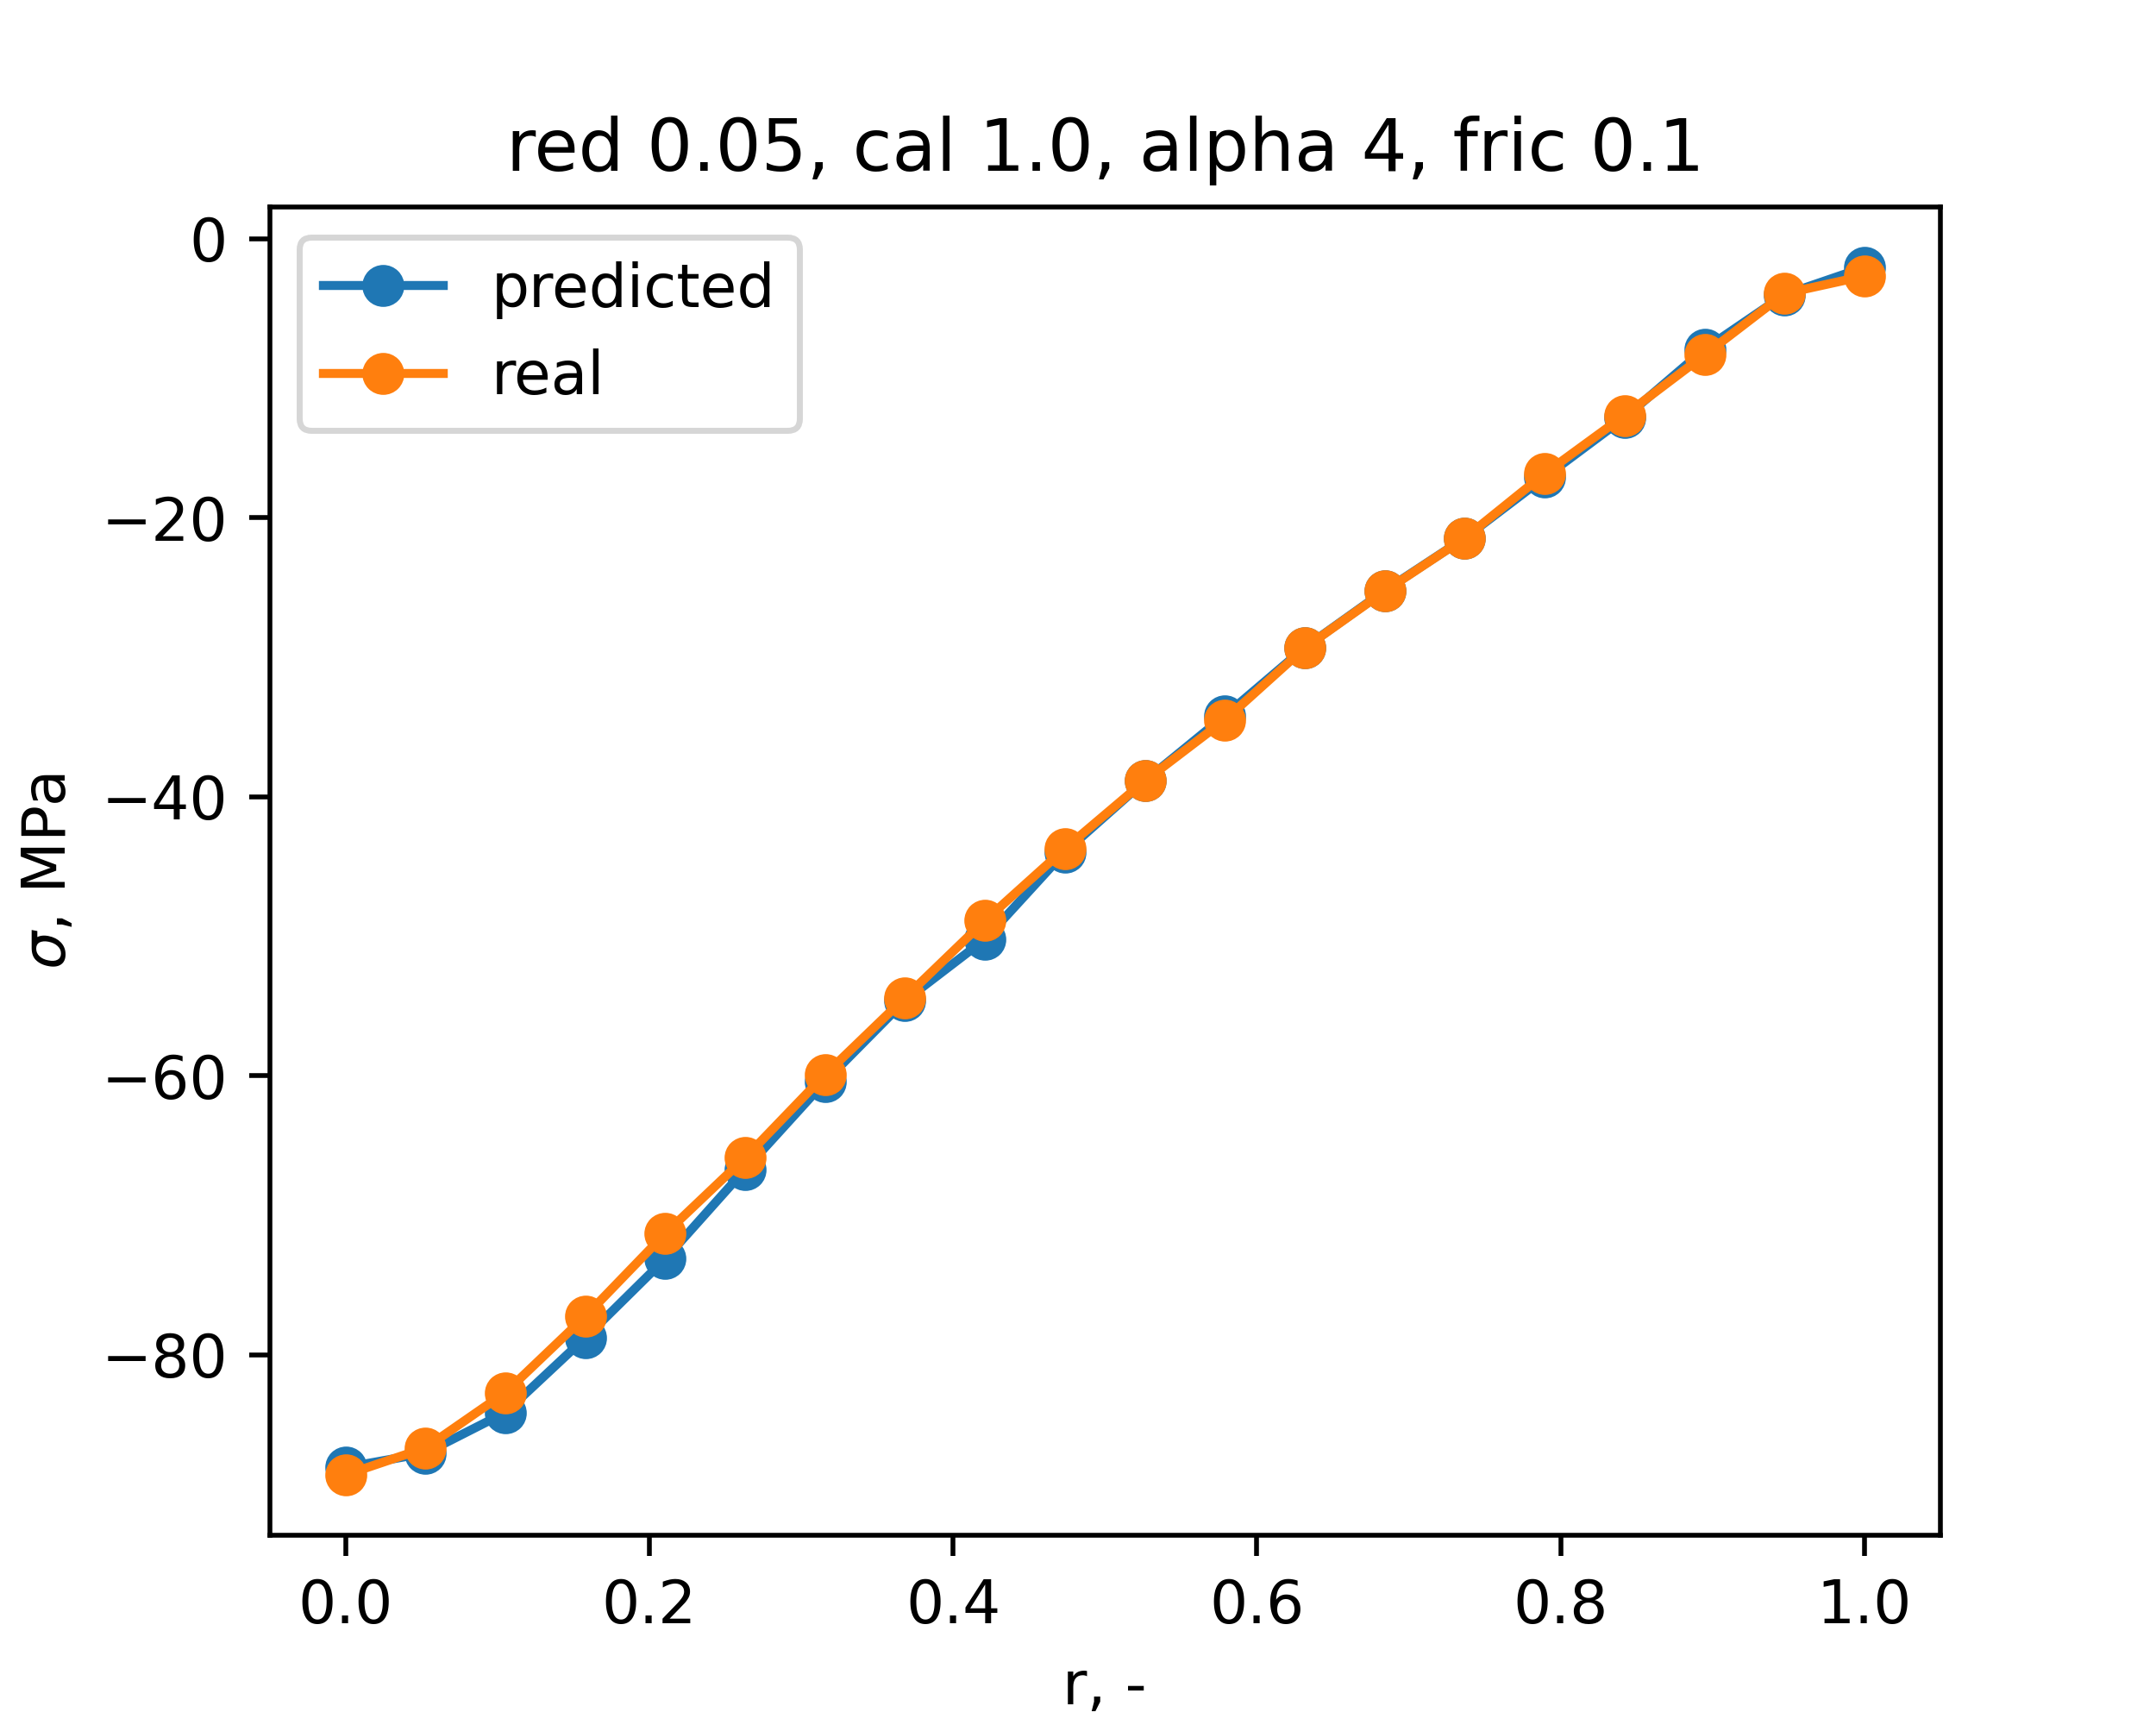 red 0.05, cal 1.0, alpha 4, fric 0.1
predicted
real
0
−20
−40
−60
−80
σ, MPa
0.0 0.2 0.4 0.6 0.8 1.0
r, -